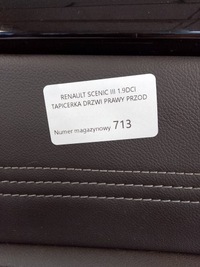 RENAULT SCENIC III 1.9DCI
TAPICERKA DRZWI PRAWY PRZOD
Numer magazynowy 713